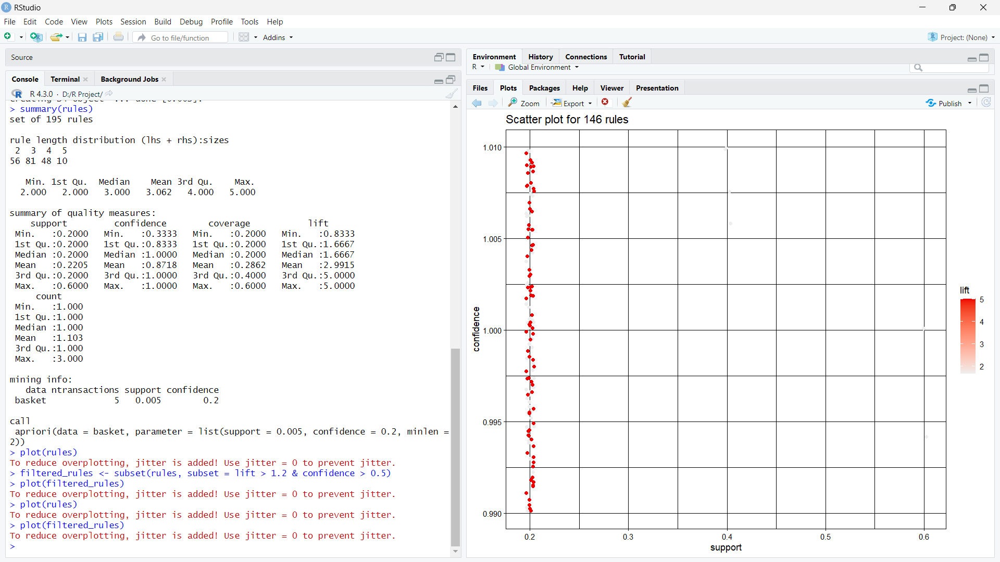 RStudio
File Edit Code View Plots Session Build Debug Profile Tools Help
Go to file/function Addins Project: (None)
Source
Console Terminal Background Jobs
R 4.3.0 · D:/R Project/
> summary(rules)
set of 195 rules
rule length distribution (lhs + rhs):sizes
2 3 4 5
56 81 48 10
Min. 1st Qu. Median Mean 3rd Qu. Max.
2.000 2.000 3.000 3.062 4.000 5.000
summary of quality measures:
support confidence coverage lift
Min. :0.2000 Min. :0.3333 Min. :0.2000 Min. :0.8333
1st Qu.:0.2000 1st Qu.:0.8333 1st Qu.:0.2000 1st Qu.:1.6667
Median :0.2000 Median :1.0000 Median :0.2000 Median :1.6667
Mean :0.2205 Mean :0.8718 Mean :0.2862 Mean :2.9915
3rd Qu.:0.2000 3rd Qu.:1.0000 3rd Qu.:0.4000 3rd Qu.:5.0000
Max. :0.6000 Max. :1.0000 Max. :0.6000 Max. :5.0000
count
Min. :1.000
1st Qu.:1.000
Median :1.000
Mean :1.103
3rd Qu.:1.000
Max. :3.000
mining info:
data ntransactions support confidence
basket 5 0.005 0.2
call
apriori(data = basket, parameter = list(support = 0.005, confidence = 0.2, minlen =
2))
> plot(rules)
To reduce overplotting, jitter is added! Use jitter = 0 to prevent jitter.
> filtered_rules <- subset(rules, subset = lift > 1.2 & confidence > 0.5)
> plot(filtered_rules)
To reduce overplotting, jitter is added! Use jitter = 0 to prevent jitter.
> plot(rules)
To reduce overplotting, jitter is added! Use jitter = 0 to prevent jitter.
> plot(filtered_rules)
To reduce overplotting, jitter is added! Use jitter = 0 to prevent jitter.
>
Environment History Connections Tutorial
R Global Environment
Files Plots Packages Help Viewer Presentation
Zoom Export Publish
Scatter plot for 146 rules
1.010
1.005
1.000
0.995
0.990
confidence
0.2 0.3 0.4 0.5 0.6
support
lift
5
4
3
2